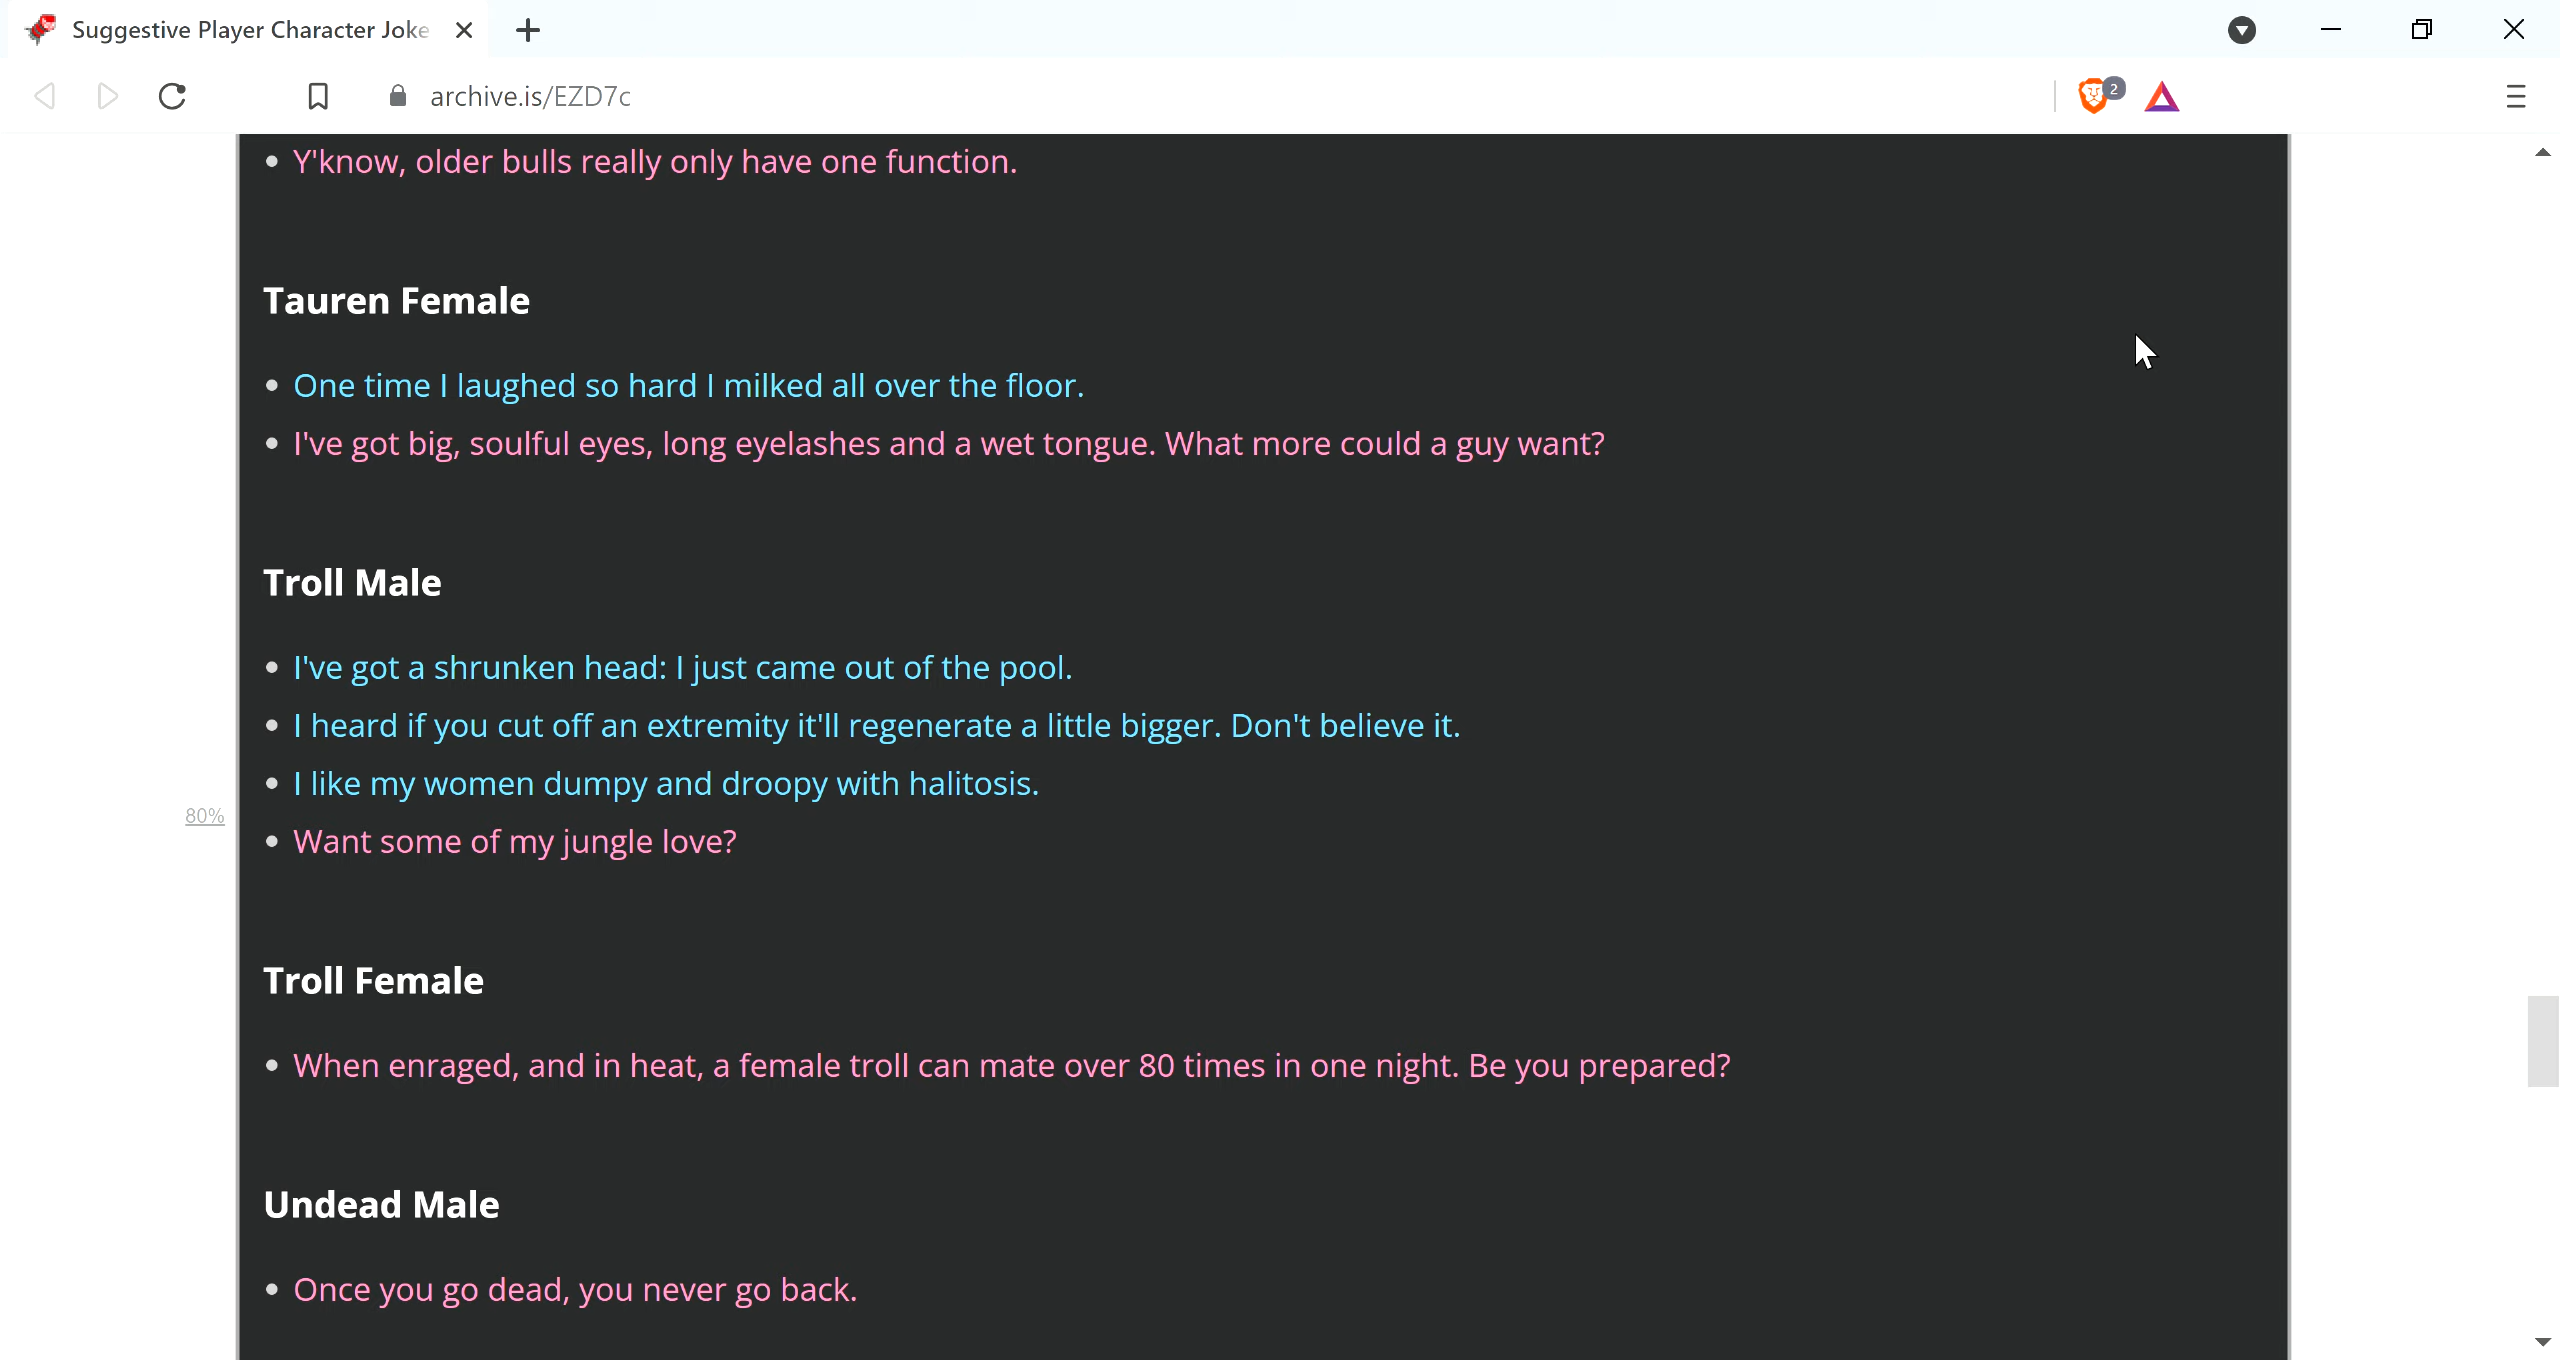 Suggestive Player Character Joke
archive.is/EZD7c
2
Y'know, older bulls really only have one function.
Tauren Female
One time I laughed so hard I milked all over the floor.
I've got big, soulful eyes, long eyelashes and a wet tongue. What more could a guy want?
Troll Male
I've got a shrunken head: I just came out of the pool.
I heard if you cut off an extremity it'll regenerate a little bigger. Don't believe it.
I like my women dumpy and droopy with halitosis.
80%
Want some of my jungle love?
Troll Female
When enraged, and in heat, a female troll can mate over 80 times in one night. Be you prepared?
Undead Male
Once you go dead, you never go back.